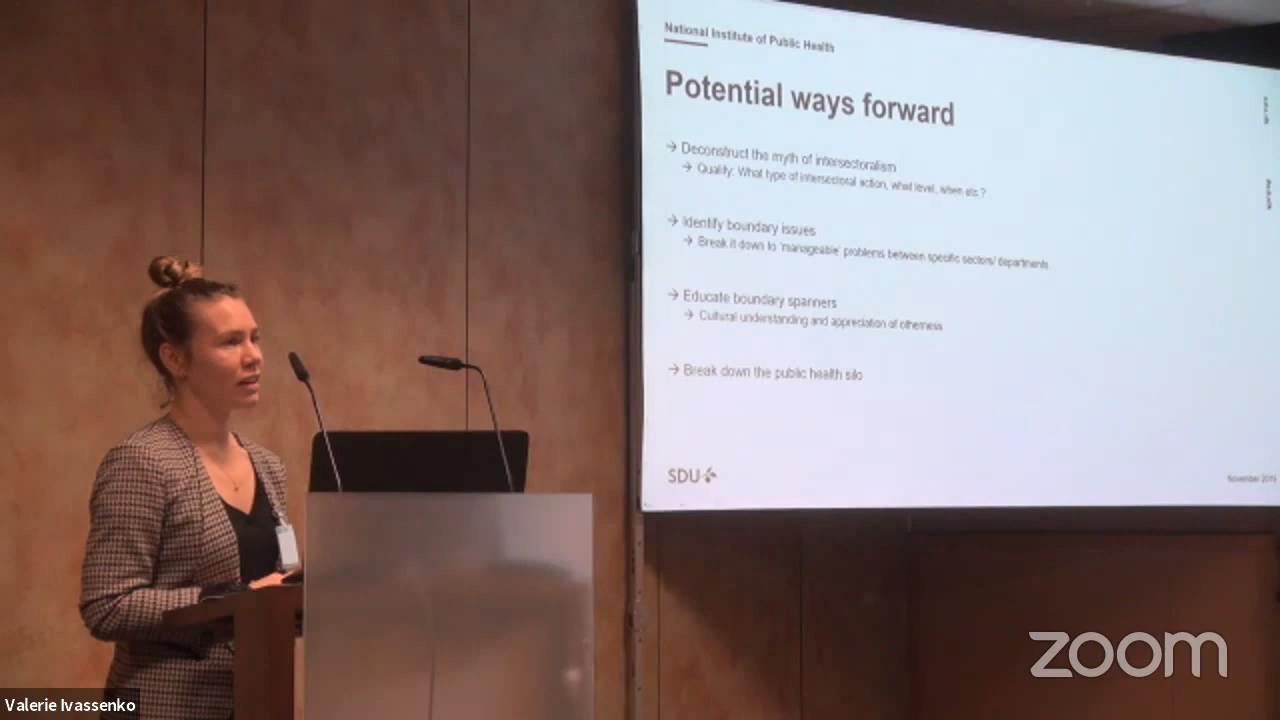 National Institute of Public Health
Potential ways forward
→ Deconstruct the myth of intersectoralism
→ Qualify: What type of intersectoral action, what level, when etc.?
→ Identify boundary issues
→ Break it down to 'manageable' problems between specific sectors/ departments
→ Educate boundary spanners
→ Cultural understanding and appreciation of otherness
→ Break down the public health silo
SDU
November 2019
zoom
Valerie Ivassenko